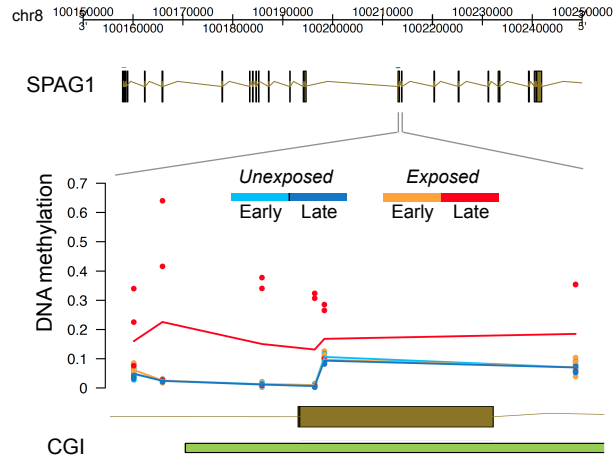 chr8
100150000 100170000 100190000 100210000 100230000 100250000
5' 3'
100160000 100180000 100200000 100220000 100240000
SPAG1
Unexposed Exposed
Early Late Early Late
DNA methylation
0.7
0.6
0.5
0.4
0.3
0.2
0.1
0
CGI